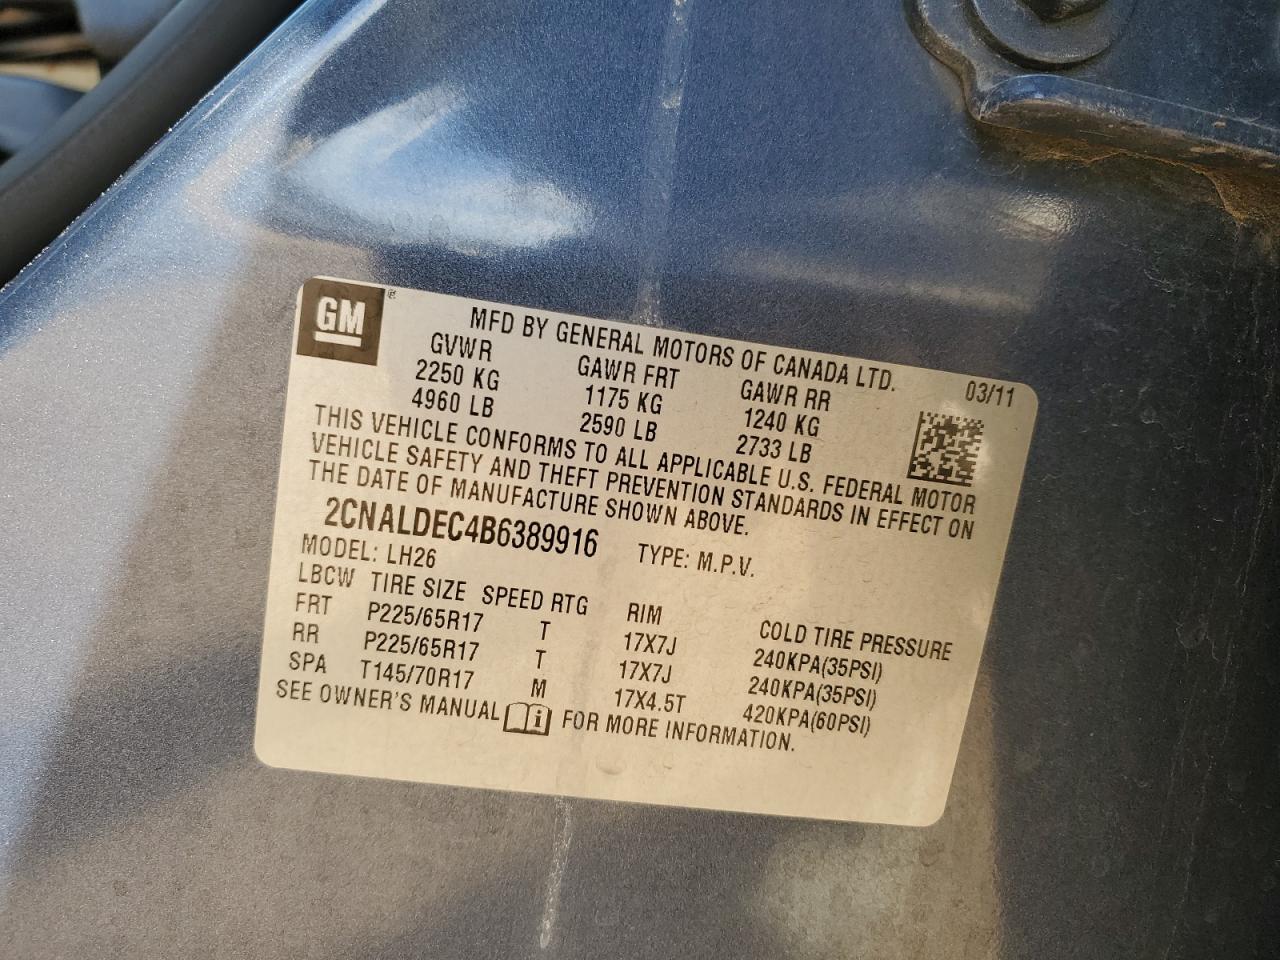 GM ®
MFD BY GENERAL MOTORS OF CANADA LTD.
03/11
GVWR GAWR FRT GAWR RR
2250 KG 1175 KG 1240 KG
4960 LB 2590 LB 2733 LB
THIS VEHICLE CONFORMS TO ALL APPLICABLE U.S. FEDERAL MOTOR
VEHICLE SAFETY AND THEFT PREVENTION STANDARDS IN EFFECT ON
THE DATE OF MANUFACTURE SHOWN ABOVE.
2CNALDEC4B6389916 TYPE: M.P.V.
MODEL: LH26
LBCW TIRE SIZE SPEED RTG RIM COLD TIRE PRESSURE
FRT P225/65R17 T 17X7J 240KPA(35PSI)
RR P225/65R17 T 17X7J 240KPA(35PSI)
SPA T145/70R17 M 17X4.5T 420KPA(60PSI)
SEE OWNER'S MANUAL i FOR MORE INFORMATION.